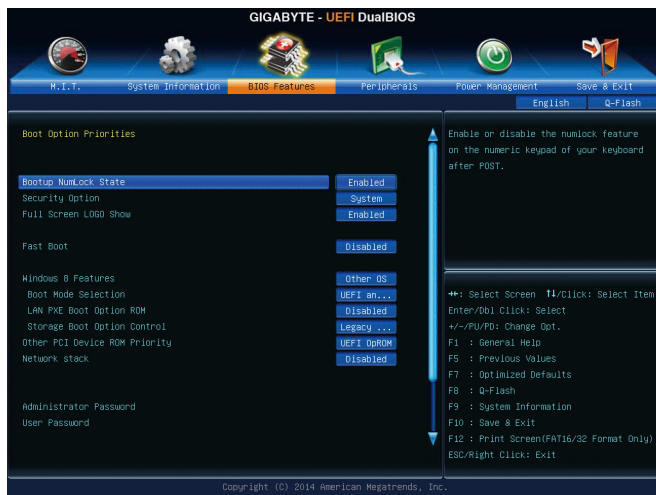 GIGABYTE - UEFI DualBIOS
M.I.T.
System Information
BIOS Features
Peripherals
Power Management
Save & Exit
English
Q-Flash
Boot Option Priorities
Bootup NumLock State Enabled
Security Option System
Full Screen LOGO Show Enabled
Fast Boot Disabled
Windows 8 Features Other OS
Boot Mode Selection UEFI an...
LAN PXE Boot Option ROM Disabled
Storage Boot Option Control Legacy ...
Other PCI Device ROM Priority UEFI OpROM
Network stack Disabled
Administrator Password
User Password
Enable or disable the numlock feature
on the numeric keypad of your keyboard
after POST.
→←: Select Screen ↑↓/Click: Select Item
Enter/Dbl Click: Select
+/-/PU/PD: Change Opt.
F1 : General Help
F5 : Previous Values
F7 : Optimized Defaults
F8 : Q-Flash
F9 : System Information
F10 : Save & Exit
F12 : Print Screen(FAT16/32 Format Only)
ESC/Right Click: Exit
Copyright (C) 2014 American Megatrends, Inc.